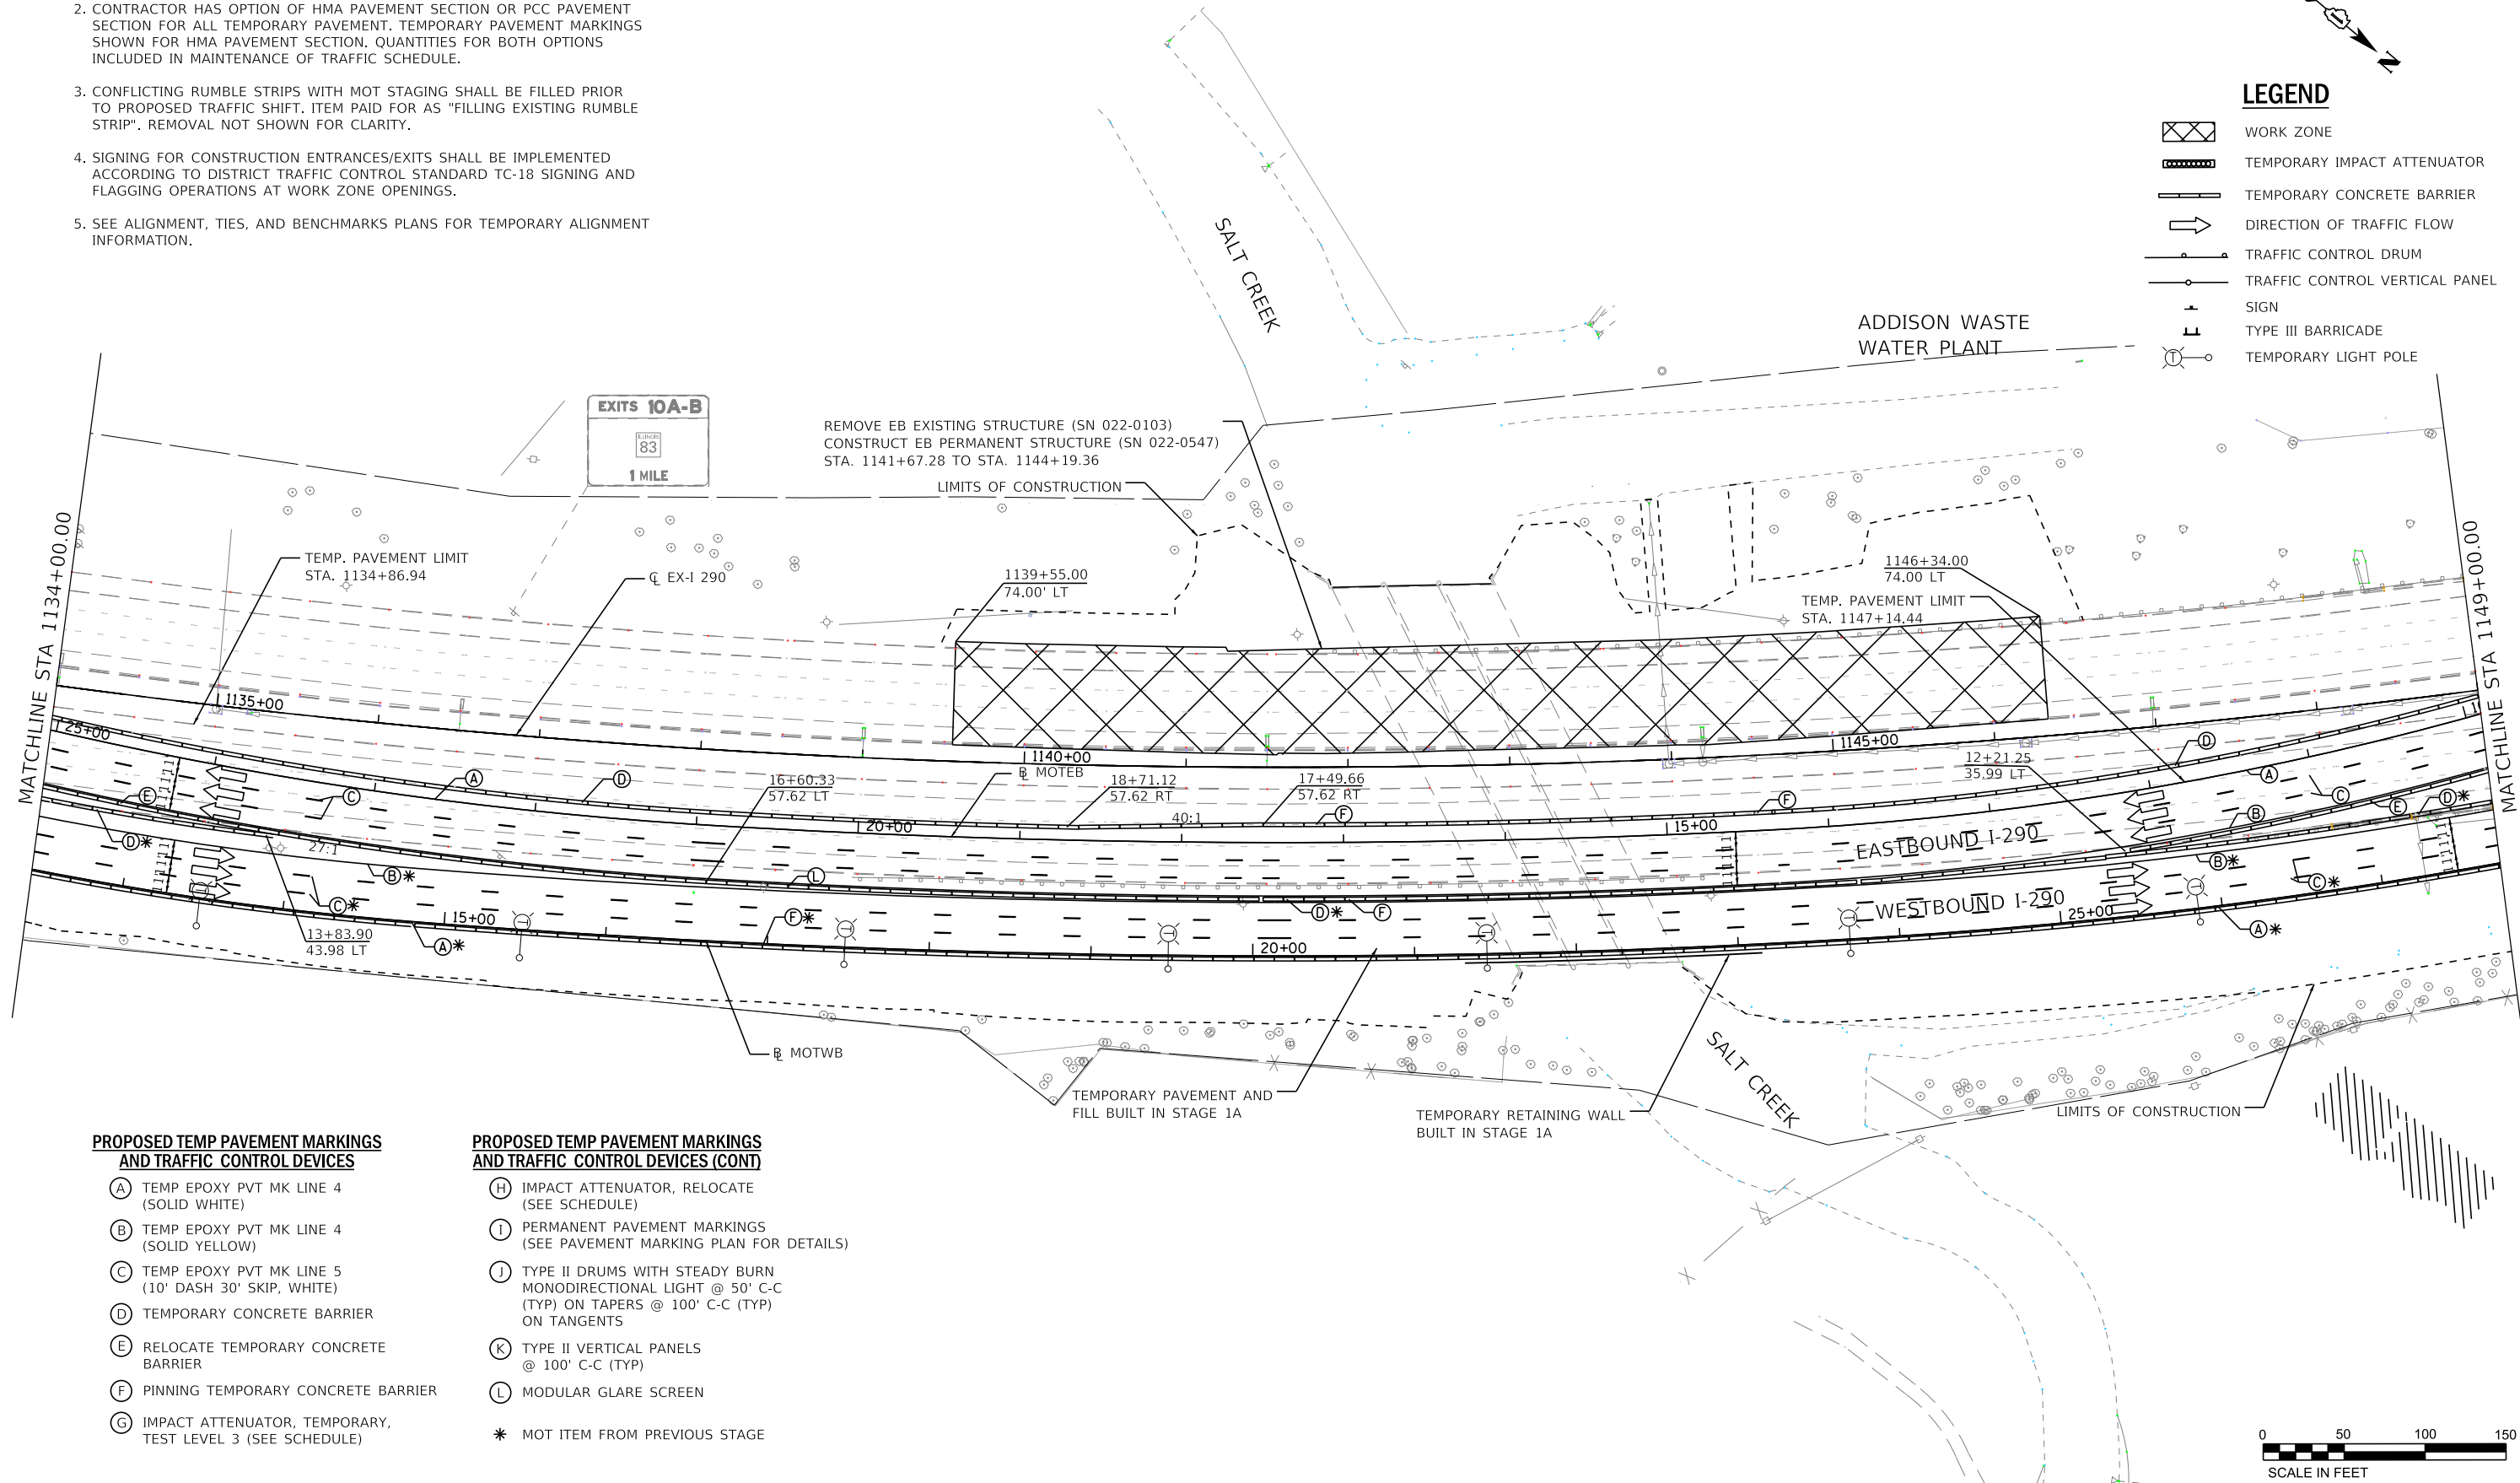 2. CONTRACTOR HAS OPTION OF HMA PAVEMENT SECTION OR PCC PAVEMENT
SECTION FOR ALL TEMPORARY PAVEMENT. TEMPORARY PAVEMENT MARKINGS
SHOWN FOR HMA PAVEMENT SECTION. QUANTITIES FOR BOTH OPTIONS
INCLUDED IN MAINTENANCE OF TRAFFIC SCHEDULE.
3. CONFLICTING RUMBLE STRIPS WITH MOT STAGING SHALL BE FILLED PRIOR
TO PROPOSED TRAFFIC SHIFT. ITEM PAID FOR AS "FILLING EXISTING RUMBLE
STRIP". REMOVAL NOT SHOWN FOR CLARITY.
4. SIGNING FOR CONSTRUCTION ENTRANCES/EXITS SHALL BE IMPLEMENTED
ACCORDING TO DISTRICT TRAFFIC CONTROL STANDARD TC-18 SIGNING AND
FLAGGING OPERATIONS AT WORK ZONE OPENINGS.
5. SEE ALIGNMENT, TIES, AND BENCHMARKS PLANS FOR TEMPORARY ALIGNMENT
INFORMATION.
N
LEGEND
WORK ZONE
TEMPORARY IMPACT ATTENUATOR
TEMPORARY CONCRETE BARRIER
DIRECTION OF TRAFFIC FLOW
TRAFFIC CONTROL DRUM
TRAFFIC CONTROL VERTICAL PANEL
SIGN
TYPE III BARRICADE
T TEMPORARY LIGHT POLE
SALT CREEK
ADDISON WASTE
WATER PLANT
EXITS 10A-B
ILLINOIS
83
1 MILE
REMOVE EB EXISTING STRUCTURE (SN 022-0103)
CONSTRUCT EB PERMANENT STRUCTURE (SN 022-0547)
STA. 1141+67.28 TO STA. 1144+19.36
LIMITS OF CONSTRUCTION
MATCHLINE STA 1134+00.00
TEMP. PAVEMENT LIMIT
STA. 1134+86.94
℄ EX-I 290
1139+55.00
74.00' LT
1146+34.00
74.00 LT
TEMP. PAVEMENT LIMIT
STA. 1147+14.44
MATCHLINE STA 1149+00.00
1135+00
1140+00
1145+00
25+00
B MOTEB
16+60.33
57.62 LT
18+71.12
57.62 RT
17+49.66
57.62 RT
12+21.25
35.99 LT
A
D
F
F
D
A
20+00
40:1
15+00
E
C
C
E
D*
B
D*
27:1
B*
L
EASTBOUND I-290
B*
C*
F*
D*
F
WESTBOUND I-290
C*
15+00
20+00
25+00
13+83.90
43.98 LT
A*
A*
T
T
T
T
T
T
T
B MOTWB
TEMPORARY PAVEMENT AND
FILL BUILT IN STAGE 1A
TEMPORARY RETAINING WALL
BUILT IN STAGE 1A
SALT CREEK
LIMITS OF CONSTRUCTION
PROPOSED TEMP PAVEMENT MARKINGS
AND TRAFFIC CONTROL DEVICES
A TEMP EPOXY PVT MK LINE 4
(SOLID WHITE)
B TEMP EPOXY PVT MK LINE 4
(SOLID YELLOW)
C TEMP EPOXY PVT MK LINE 5
(10' DASH 30' SKIP, WHITE)
D TEMPORARY CONCRETE BARRIER
E RELOCATE TEMPORARY CONCRETE
BARRIER
F PINNING TEMPORARY CONCRETE BARRIER
G IMPACT ATTENUATOR, TEMPORARY,
TEST LEVEL 3 (SEE SCHEDULE)
PROPOSED TEMP PAVEMENT MARKINGS
AND TRAFFIC CONTROL DEVICES (CONT)
H IMPACT ATTENUATOR, RELOCATE
(SEE SCHEDULE)
I PERMANENT PAVEMENT MARKINGS
(SEE PAVEMENT MARKING PLAN FOR DETAILS)
J TYPE II DRUMS WITH STEADY BURN
MONODIRECTIONAL LIGHT @ 50' C-C
(TYP) ON TAPERS @ 100' C-C (TYP)
ON TANGENTS
K TYPE II VERTICAL PANELS
@ 100' C-C (TYP)
L MODULAR GLARE SCREEN
* MOT ITEM FROM PREVIOUS STAGE
0 50 100 150
SCALE IN FEET